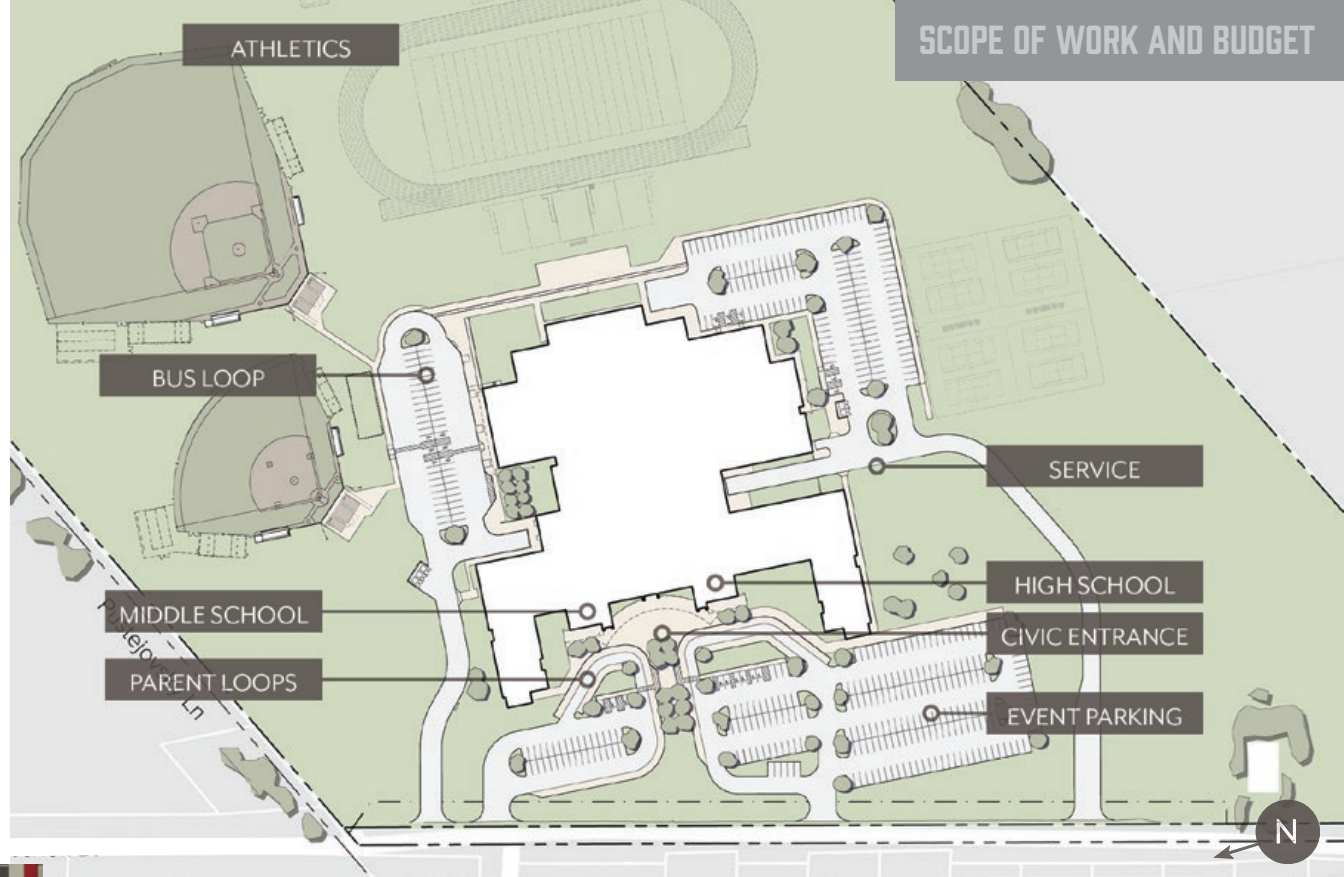 SCOPE OF WORK AND BUDGET
ATHLETICS
BUS LOOP
SERVICE
HIGH SCHOOL
MIDDLE SCHOOL
CIVIC ENTRANCE
PARENT LOOPS
EVENT PARKING
Ln
N